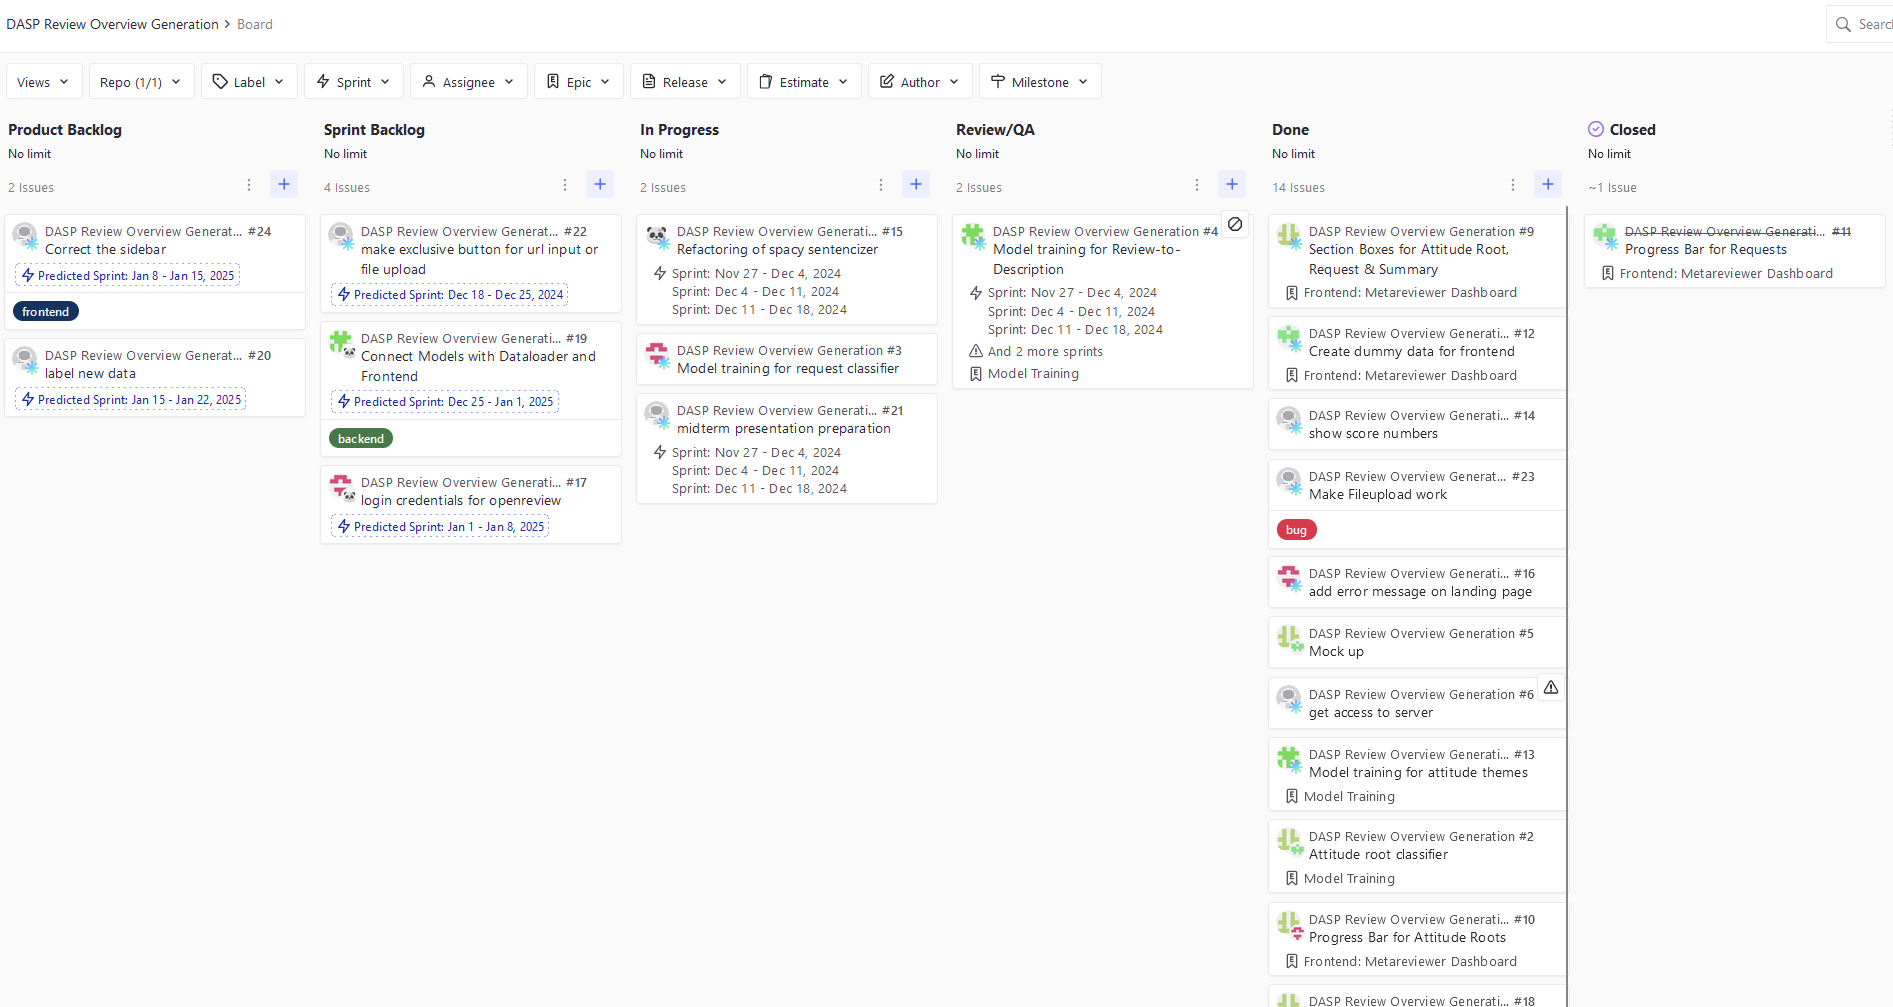 DASP Review Overview Generation > Board
Search
Views
Repo (1/1)
Label
Sprint
Assignee
Epic
Release
Estimate
Author
Milestone
Product Backlog
No limit
2 Issues
DASP Review Overview Generat... #24
Correct the sidebar
Predicted Sprint: Jan 8 - Jan 15, 2025
frontend
DASP Review Overview Generat... #20
label new data
Predicted Sprint: Jan 15 - Jan 22, 2025
Sprint Backlog
No limit
4 Issues
DASP Review Overview Generat... #22
make exclusive button for url input or
file upload
Predicted Sprint: Dec 18 - Dec 25, 2024
DASP Review Overview Generati... #19
Connect Models with Dataloader and
Frontend
Predicted Sprint: Dec 25 - Jan 1, 2025
backend
DASP Review Overview Generati... #17
login credentials for openreview
Predicted Sprint: Jan 1 - Jan 8, 2025
In Progress
No limit
2 Issues
DASP Review Overview Generati... #15
Refactoring of spacy sentencizer
Sprint: Nov 27 - Dec 4, 2024
Sprint: Dec 4 - Dec 11, 2024
Sprint: Dec 11 - Dec 18, 2024
DASP Review Overview Generation #3
Model training for request classifier
DASP Review Overview Generati... #21
midterm presentation preparation
Sprint: Nov 27 - Dec 4, 2024
Sprint: Dec 4 - Dec 11, 2024
Sprint: Dec 11 - Dec 18, 2024
Review/QA
No limit
2 Issues
DASP Review Overview Generation #4
Model training for Review-to-
Description
Sprint: Nov 27 - Dec 4, 2024
Sprint: Dec 4 - Dec 11, 2024
Sprint: Dec 11 - Dec 18, 2024
And 2 more sprints
Model Training
Done
No limit
14 Issues
DASP Review Overview Generation #9
Section Boxes for Attitude Root,
Request & Summary
Frontend: Metareviewer Dashboard
DASP Review Overview Generati... #12
Create dummy data for frontend
Frontend: Metareviewer Dashboard
DASP Review Overview Generati... #14
show score numbers
DASP Review Overview Generat... #23
Make Fileupload work
bug
DASP Review Overview Generati... #16
add error message on landing page
DASP Review Overview Generation #5
Mock up
DASP Review Overview Generation #6
get access to server
DASP Review Overview Generati... #13
Model training for attitude themes
Model Training
DASP Review Overview Generation #2
Attitude root classifier
Model Training
DASP Review Overview Generati... #10
Progress Bar for Attitude Roots
Frontend: Metareviewer Dashboard
DASP Review Overview Generati... #18
Closed
No limit
~1 Issue
DASP Review Overview Generati... #11
Progress Bar for Requests
Frontend: Metareviewer Dashboard